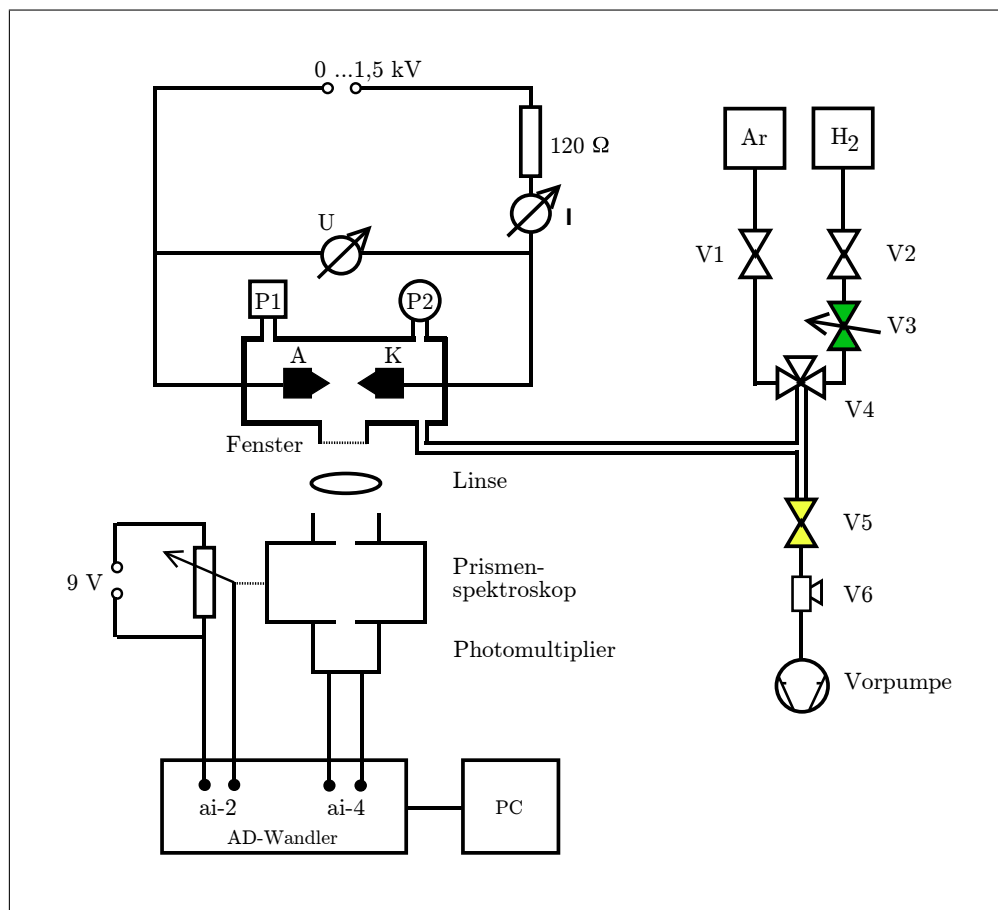 0 ...1,5 kV
120 Ω
I
U
Ar
H2
V1
V2
V3
V4
P1
P2
A
K
Fenster
Linse
V5
9 V
Prismen-
spektroskop
V6
Photomultiplier
Vorpumpe
ai-2
ai-4
AD-Wandler
PC